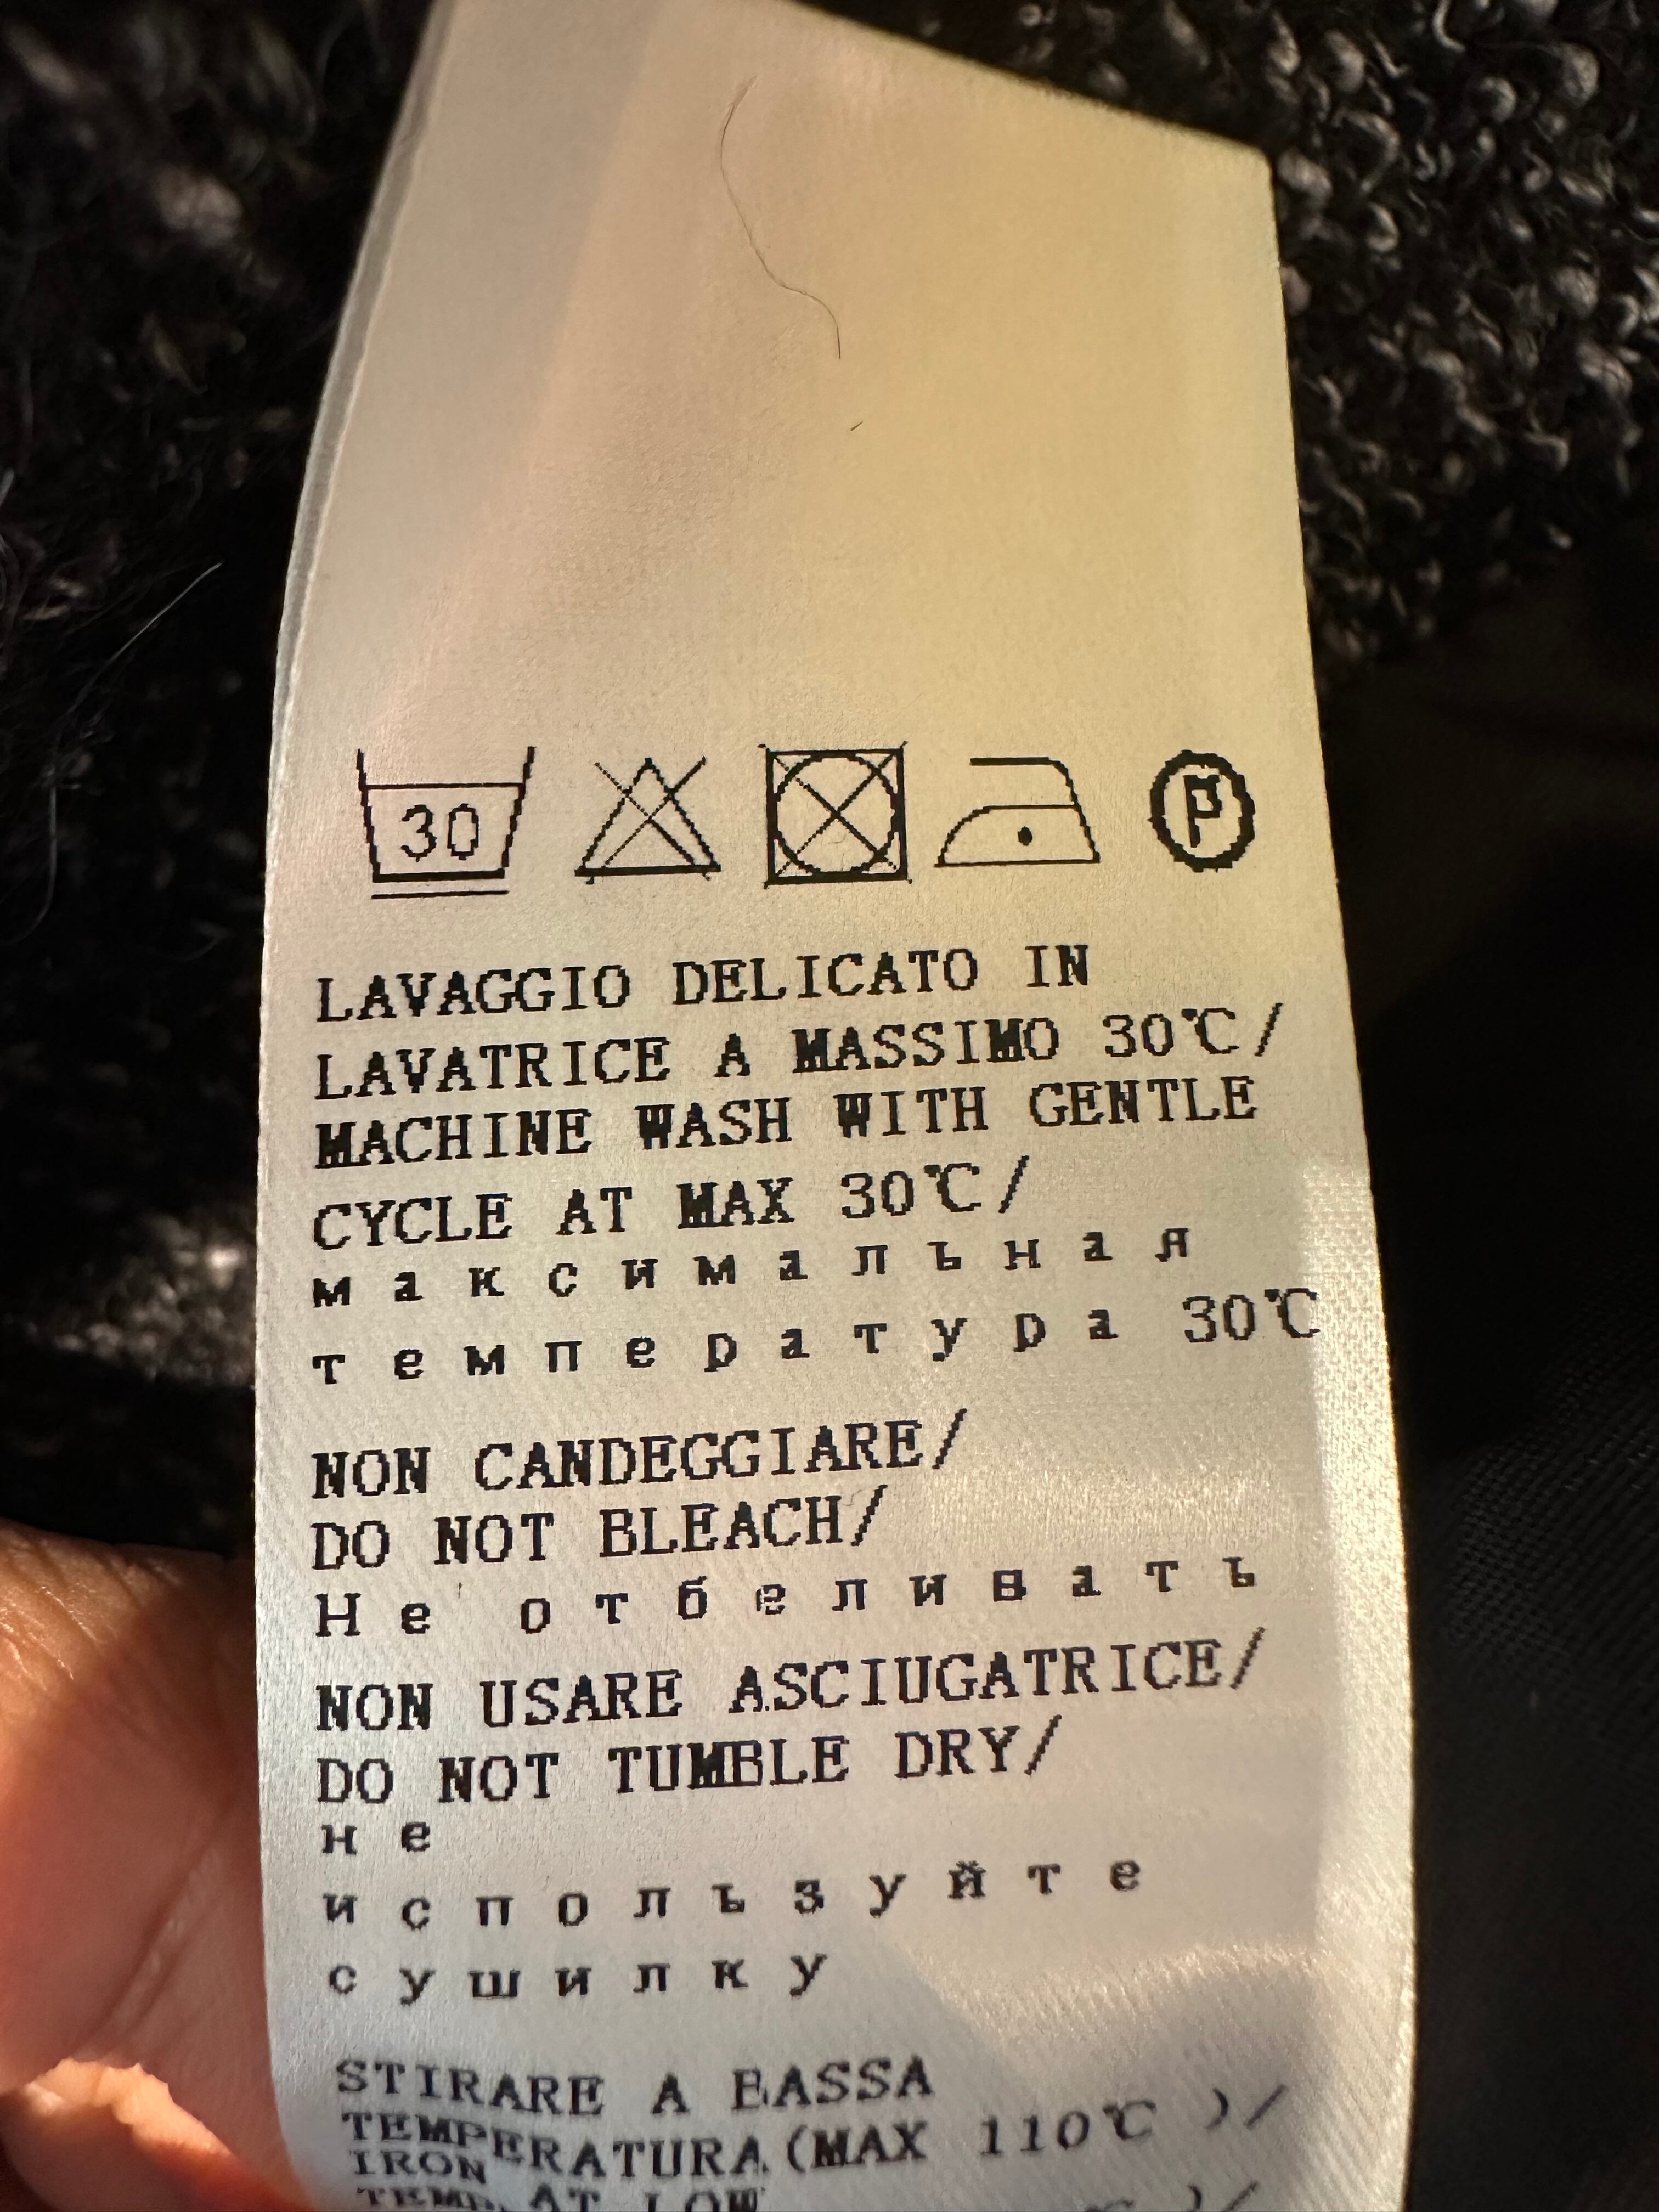 30
P
LAVAGGIO DELICATO IN
LAVATRICE A MASSIMO 30℃/
MACHINE WASH WITH GENTLE
CYCLE AT MAX 30℃/
максимальная
температура 30℃
NON CANDEGGIARE/
DO NOT BLEACH/
Не отбеливать
NON USARE ASCIUGATRICE/
DO NOT TUMBLE DRY/
не
используйте
сушилку
STIRARE A BASSA
TEMPERATURA(MAX 110℃ )/
IRON
AT LOW